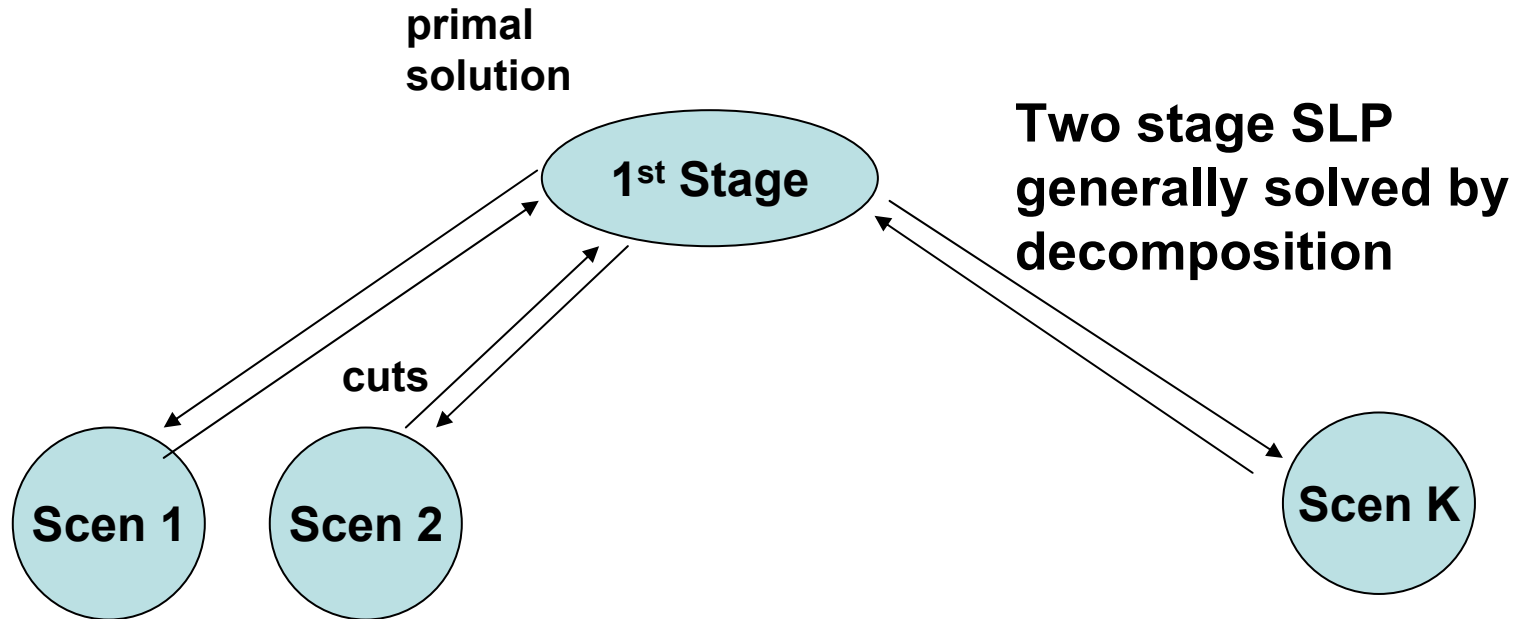 primal
solution
1st Stage
Two stage SLP
generally solved by
decomposition
cuts
Scen 1
Scen 2
Scen K